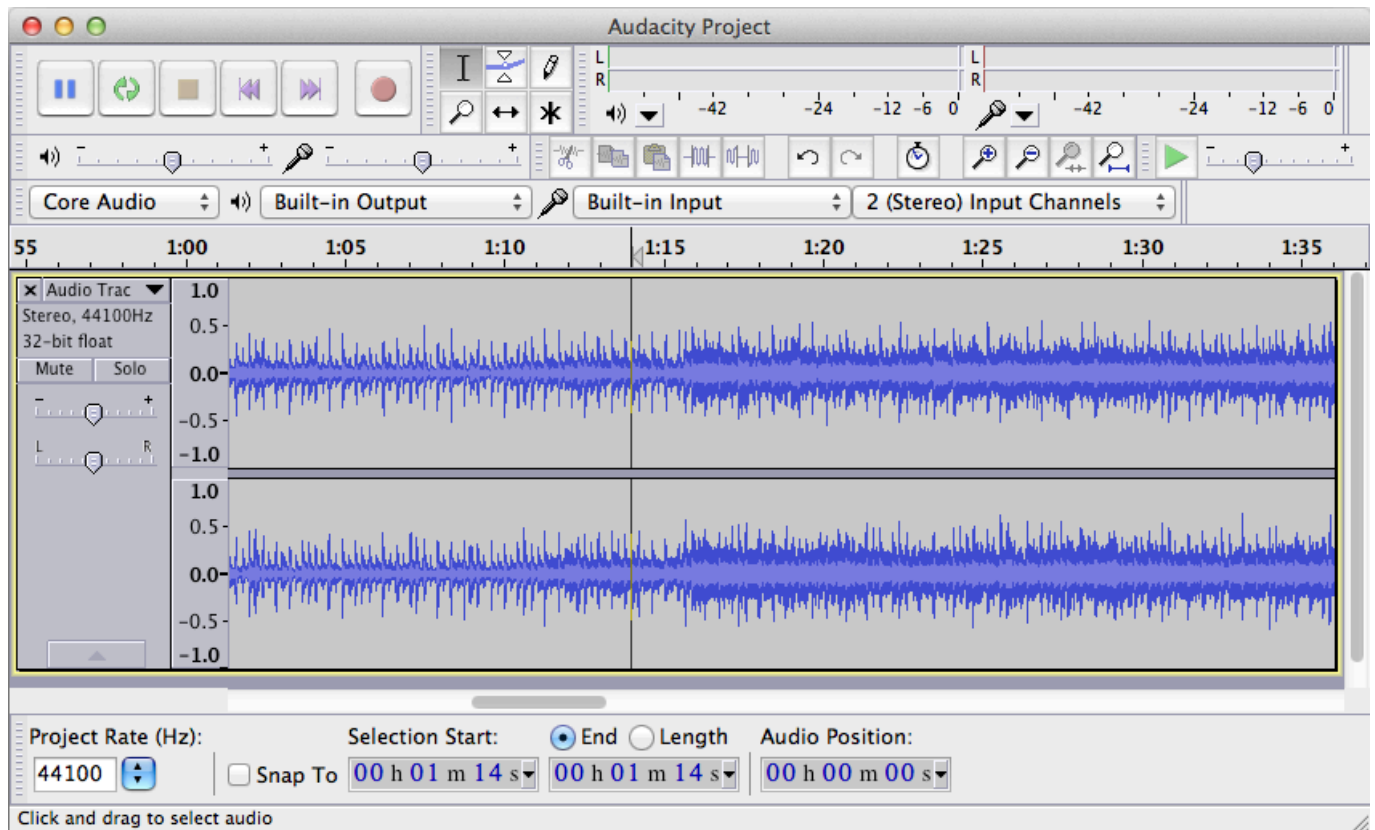 Audacity Project
L
R
-42 -24 -12 -6 0
L
R
-42 -24 -12 -6 0
- +
- +
- +
Core Audio Built-in Output Built-in Input 2 (Stereo) Input Channels
55 1:00 1:05 1:10 1:15 1:20 1:25 1:30 1:35
Audio Trac
Stereo, 44100Hz
32-bit float
Mute Solo
- +
L R
1.0
0.5
0.0
-0.5
-1.0
1.0
0.5
0.0
-0.5
-1.0
Project Rate (Hz): Selection Start: End Length Audio Position:
44100 Snap To 00 h 01 m 14 s 00 h 01 m 14 s 00 h 00 m 00 s
Click and drag to select audio